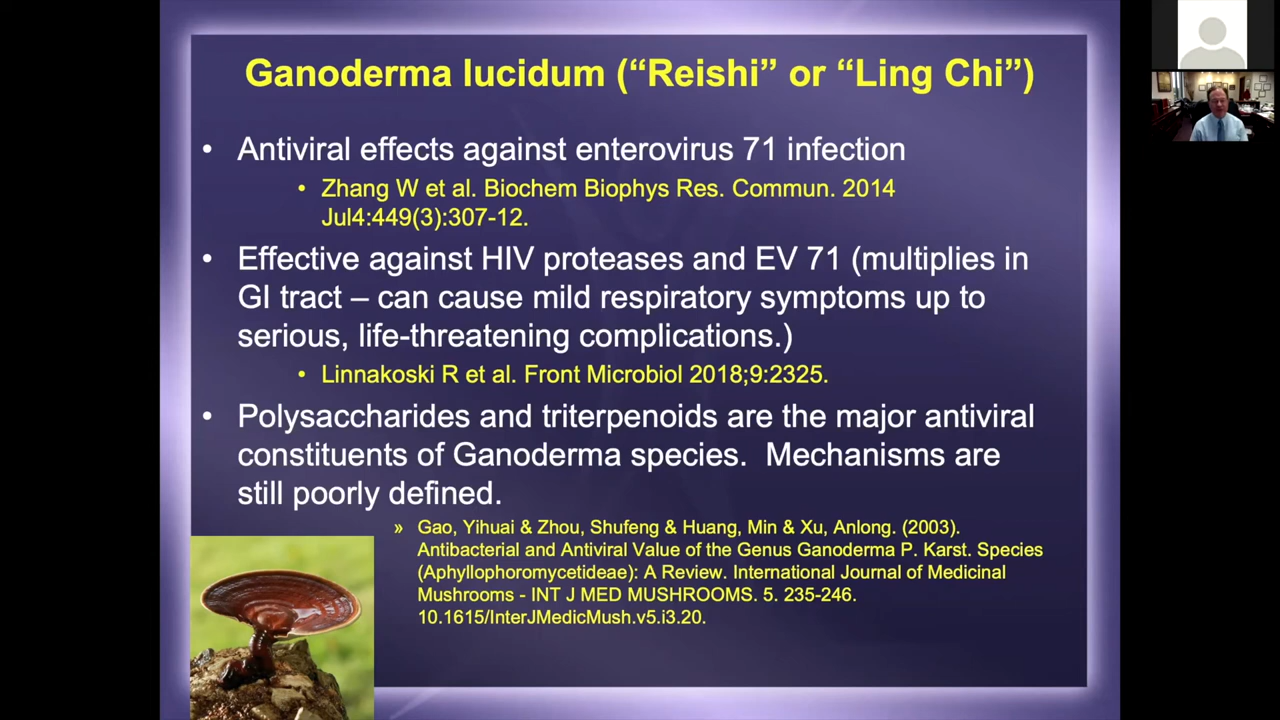 Ganoderma lucidum (“Reishi” or “Ling Chi”)
• Antiviral effects against enterovirus 71 infection
• Zhang W et al. Biochem Biophys Res. Commun. 2014
Jul4:449(3):307-12.
• Effective against HIV proteases and EV 71 (multiplies in
GI tract – can cause mild respiratory symptoms up to
serious, life-threatening complications.)
• Linnakoski R et al. Front Microbiol 2018;9:2325.
• Polysaccharides and triterpenoids are the major antiviral
constituents of Ganoderma species.  Mechanisms are
still poorly defined.
» Gao, Yihuai & Zhou, Shufeng & Huang, Min & Xu, Anlong. (2003).
Antibacterial and Antiviral Value of the Genus Ganoderma P. Karst. Species
(Aphyllophoromycetideae): A Review. International Journal of Medicinal
Mushrooms - INT J MED MUSHROOMS. 5. 235-246.
10.1615/InterJMedicMush.v5.i3.20.